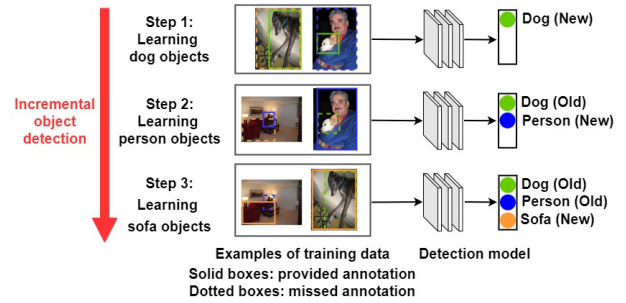 Step 1:
Learning
dog objects
Dog (New)
Incremental
object
detection
Step 2:
Learning
person objects
Dog (Old)
Person (New)
Step 3:
Learning
sofa objects
Dog (Old)
Person (Old)
Sofa (New)
Examples of training data
Detection model
Solid boxes: provided annotation
Dotted boxes: missed annotation